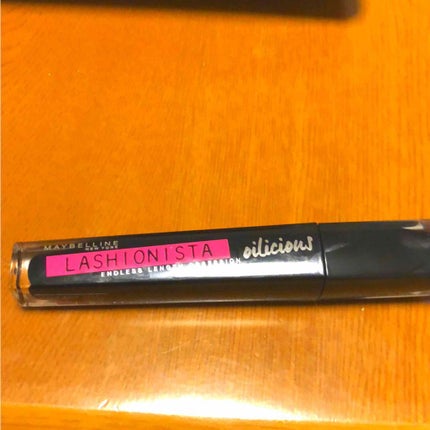 MAYBELLINE
NEW YORK
LASHIONISTA oilicious
ENDLESS LENGTH OBSESSION